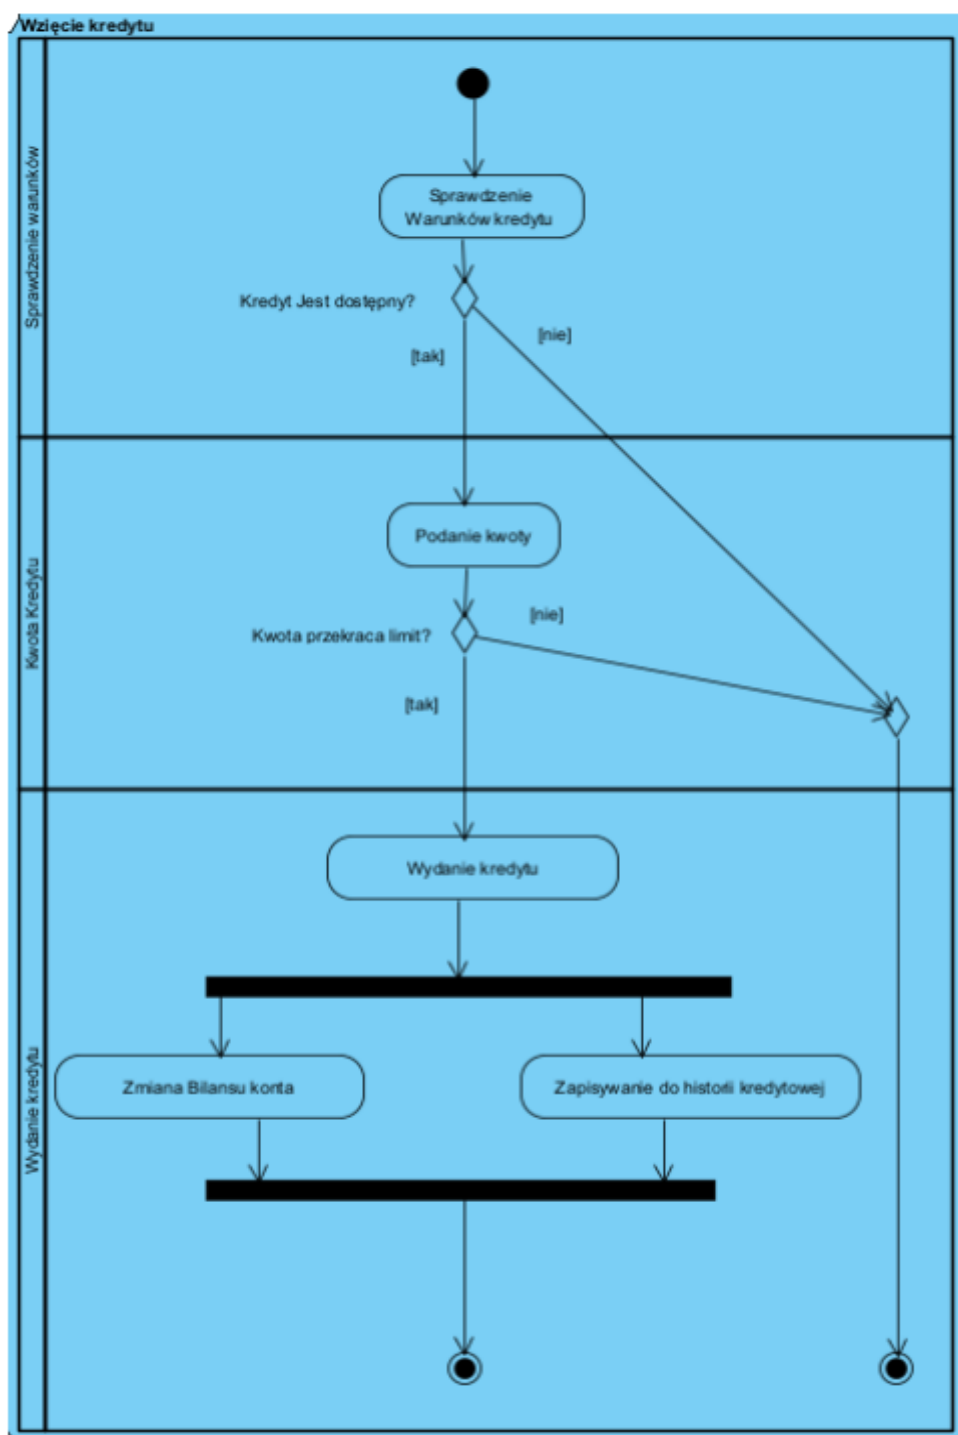 Wzięcie kredytu
Sprawdzenie warunków
Sprawdzenie
Warunków kredytu
Kredyt Jest dostępny?
[nie]
[tak]
Kwota Kredytu
Podanie kwoty
[nie]
Kwota przekraca limit?
[tak]
Wydanie kredytu
Wydanie kredytu
Zmiana Bilansu konta
Zapisywanie do historii kredytowej